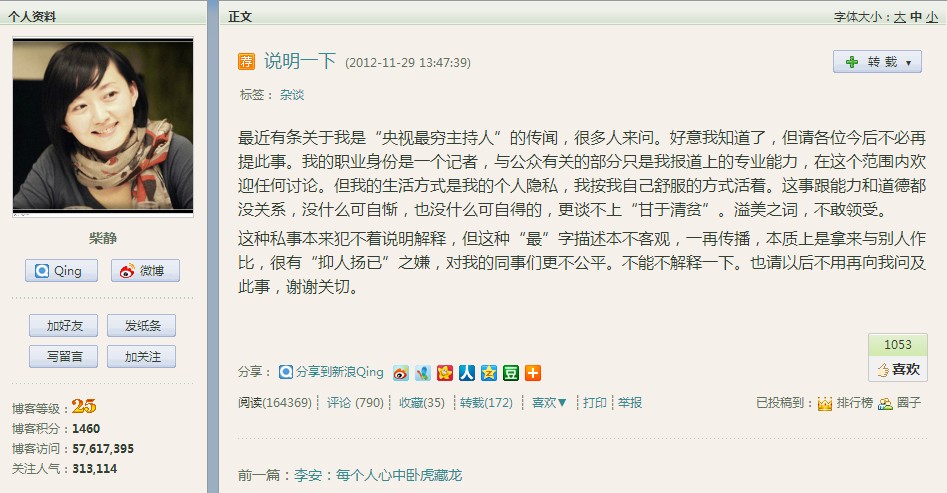 个人资料
柴静
Qing 微博
加好友 发纸条
写留言 加关注
博客等级：25
博客积分：1460
博客访问：57,617,395
关注人气：313,114
正文 字体大小：大 中 小
荐 说明一下 (2012-11-29 13:47:39)
转 载 ▼
标签： 杂谈
最近有条关于我是“央视最穷主持人”的传闻，很多人来问。好意我知道了，但请各位今后不必再
提此事。我的职业身份是一个记者，与公众有关的部分只是我报道上的专业能力，在这个范围内欢
迎任何讨论。但我的生活方式是我的个人隐私，我按我自己舒服的方式活着。这事跟能力和道德都
没关系，没什么可自惭，也没什么可自得的，更谈不上“甘于清贫”。溢美之词，不敢领受。
这种私事本来犯不着说明解释，但这种“最”字描述本不客观，一再传播，本质上是拿来与别人作
比，很有“抑人扬已”之嫌，对我的同事们更不公平。不能不解释一下。也请以后不用再向我问及
此事，谢谢关切。
1053
喜欢
分享： 分享到新浪Qing 人 豆
阅读(164369)┆ 评论 (790)┆ 收藏(35) ┆转载(172) ┆ 喜欢▼ ┆打印┆举报
已投稿到： 排行榜 圈子
前一篇：李安：每个人心中卧虎藏龙